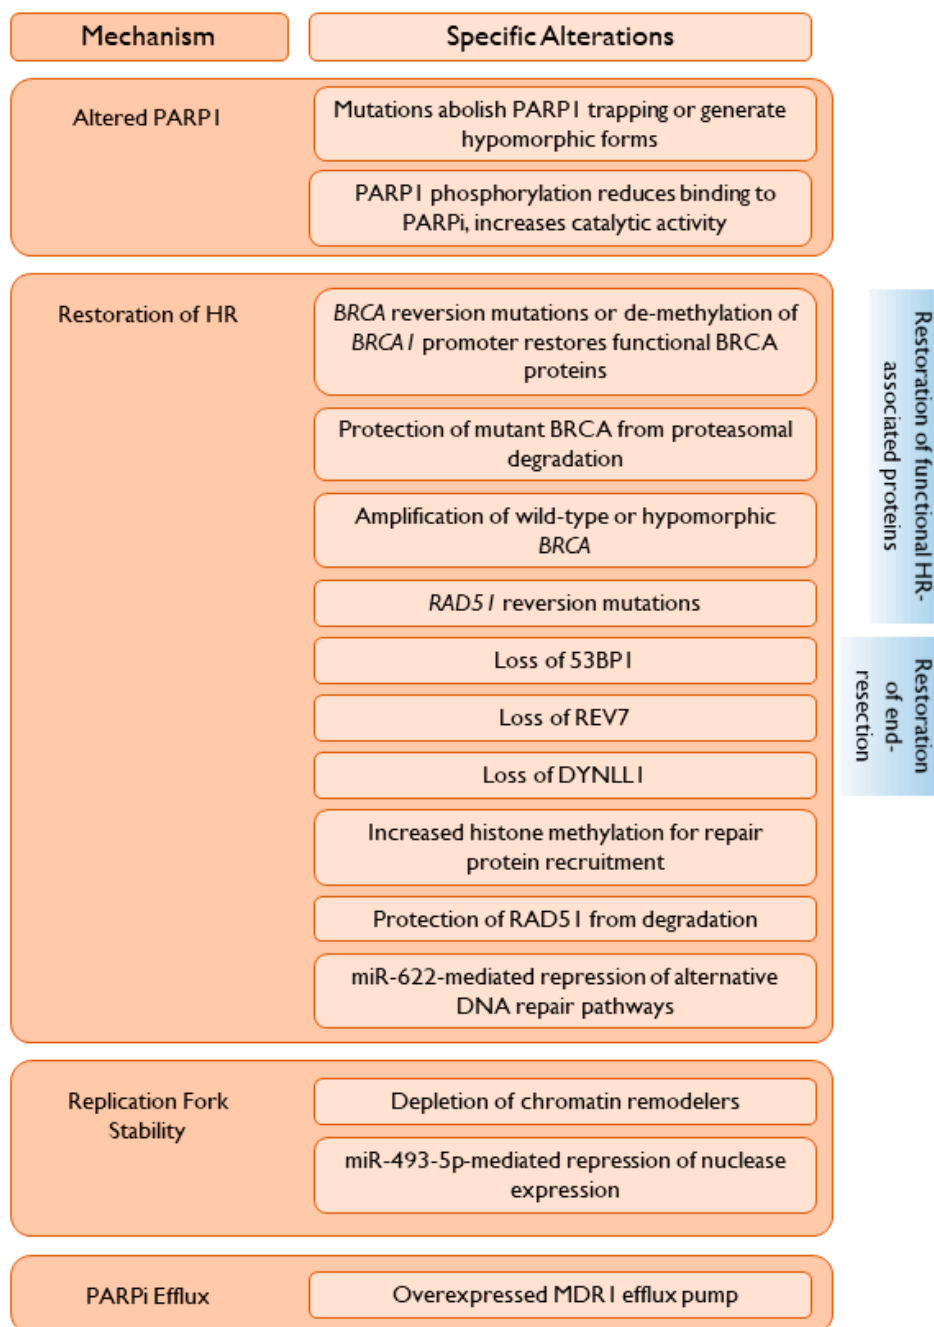 Mechanism
Specific Alterations
Altered PARP1
Mutations abolish PARP1 trapping or generate
hypomorphic forms
PARP1 phosphorylation reduces binding to
PARPi, increases catalytic activity
Restoration of HR
BRCA reversion mutations or de-methylation of
BRCA1 promoter restores functional BRCA
proteins
Protection of mutant BRCA from proteasomal
degradation
Amplification of wild-type or hypomorphic
BRCA
RAD51 reversion mutations
Loss of 53BP1
Loss of REV7
Loss of DYNLL1
Increased histone methylation for repair
protein recruitment
Protection of RAD51 from degradation
miR-622-mediated repression of alternative
DNA repair pathways
Restoration of functional HR-
associated proteins
Restoration
of end-
resection
Replication Fork
Stability
Depletion of chromatin remodelers
miR-493-5p-mediated repression of nuclease
expression
PARPi Efflux
Overexpressed MDR1 efflux pump